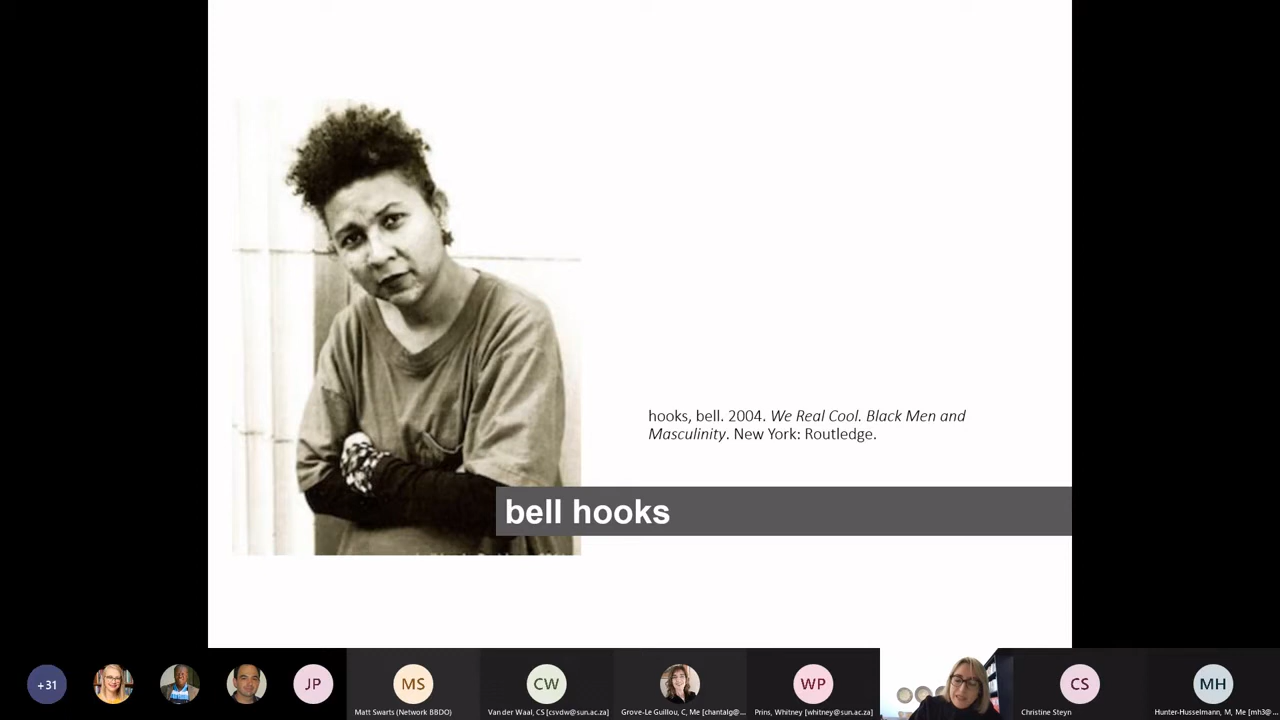 hooks, bell. 2004. We Real Cool. Black Men and
Masculinity. New York: Routledge.
bell hooks
+31
JP
MS
Matt Swarts (Network BBDO)
CW
Van der Waal, CS [csvdw@sun.ac.za]
Grove-Le Guillou, C, Me [chantalg@...
WP
Prins, Whitney [whitney@sun.ac.za]
CS
Christine Steyn
MH
Hunter-Husselmann, M, Me [mh3@...